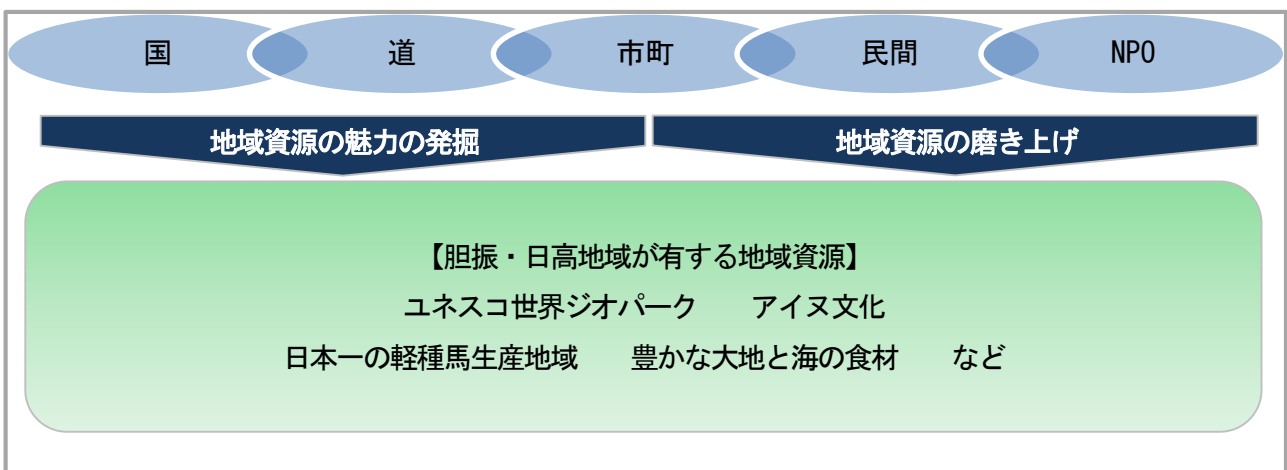 国 道 市町 民間 NPO
地域資源の魅力の発掘 地域資源の磨き上げ
【胆振・日高地域が有する地域資源】
ユネスコ世界ジオパーク アイヌ文化
日本一の軽種馬生産地域 豊かな大地と海の食材 など